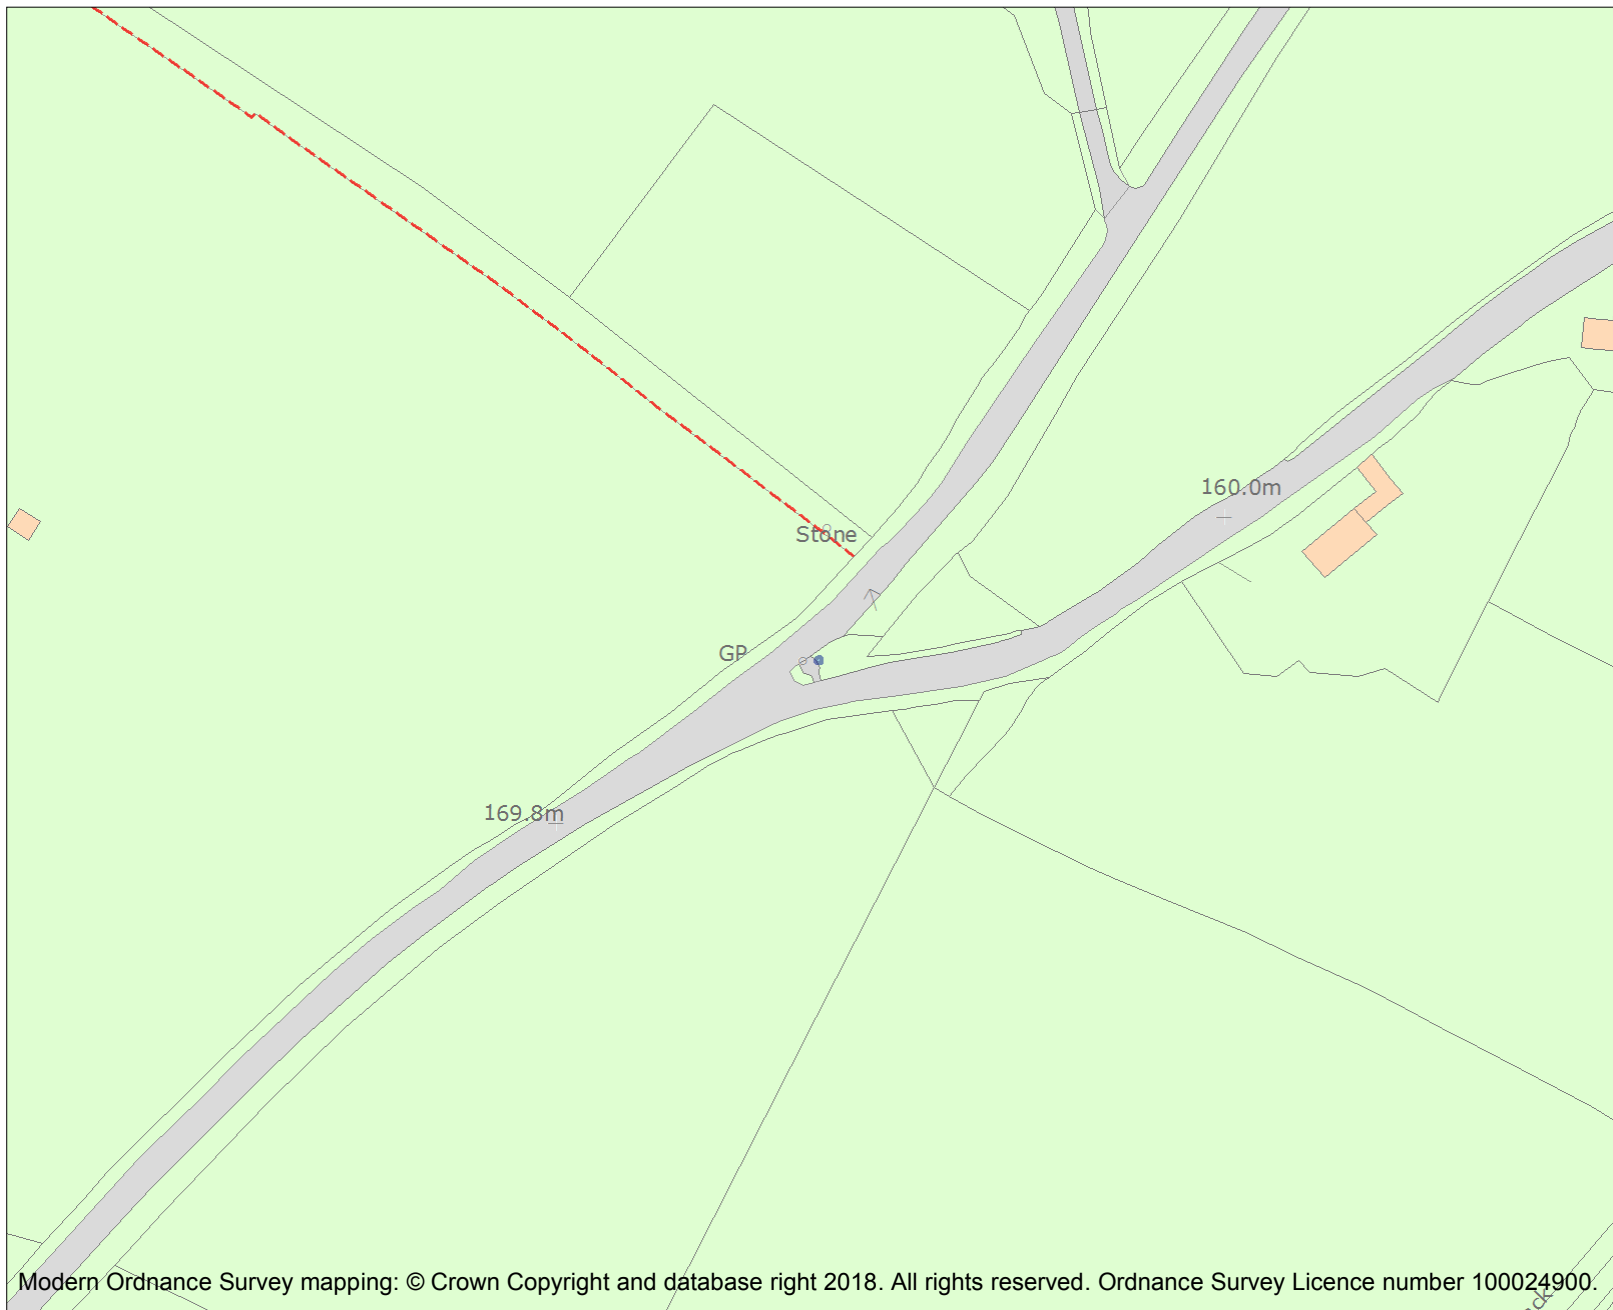 160.0m
Stone
GP
169.8m
Modern Ordnance Survey mapping: © Crown Copyright and database right 2018. All rights reserved. Ordnance Survey Licence number 100024900.